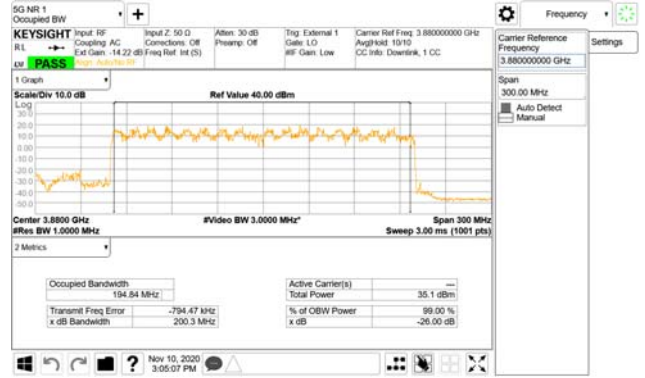 5G NR 1
Occupied BW
+
Frequency
KEYSIGHT
RL
PASS
Input: RF
Coupling: AC
Ext Gain: -14.22 dB
Align: Auto/No RF
Input Z: 50 Ω
Corrections: Off
Freq Ref: Int (S)
Atten: 30 dB
Preamp: Off
Trig: External 1
Gate: LO
#IF Gain: Low
Carrier Ref Freq: 3.880000000 GHz
Avg|Hold: 10/10
CC Info: Downlink, 1 CC
Carrier Reference
Frequency
3.880000000 GHz
Settings
Span
300.00 MHz
Auto Detect
Manual
1 Graph
Scale/Div 10.0 dB
Ref Value 40.00 dBm
Log
30.0
20.0
10.0
0.00
-10.0
-20.0
-30.0
-40.0
-50.0
Center 3.8800 GHz
#Video BW 3.0000 MHz*
Span 300 MHz
#Res BW 1.0000 MHz
Sweep 3.00 ms (1001 pts)
2 Metrics
Occupied Bandwidth
194.84 MHz
Active Carrier(s)
---
Total Power
35.1 dBm
Transmit Freq Error
-794.47 kHz
% of OBW Power
99.00 %
x dB Bandwidth
200.3 MHz
x dB
-26.00 dB
?
Nov 10, 2020
3:05:07 PM